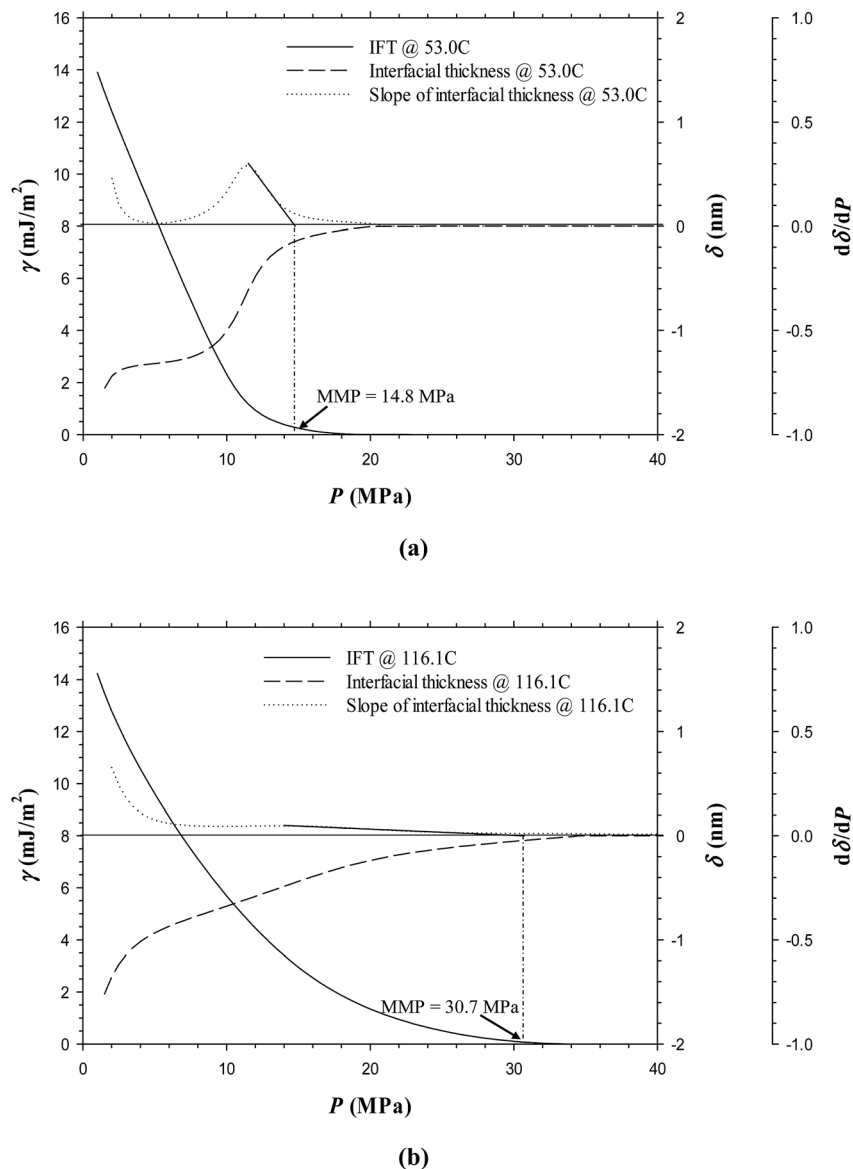 16
14
12
10
8
6
4
2
0
γ (mJ/m²)
IFT @ 53.0C
Interfacial thickness @ 53.0C
Slope of interfacial thickness @ 53.0C
MMP = 14.8 MPa
2
1
0
-1
-2
δ (nm)
1.0
0.5
0.0
-0.5
-1.0
dδ/dP
0 10 20 30 40
P (MPa)
(a)
16
14
12
10
8
6
4
2
0
γ (mJ/m²)
IFT @ 116.1C
Interfacial thickness @ 116.1C
Slope of interfacial thickness @ 116.1C
MMP = 30.7 MPa
2
1
0
-1
-2
δ (nm)
1.0
0.5
0.0
-0.5
-1.0
dδ/dP
0 10 20 30 40
P (MPa)
(b)